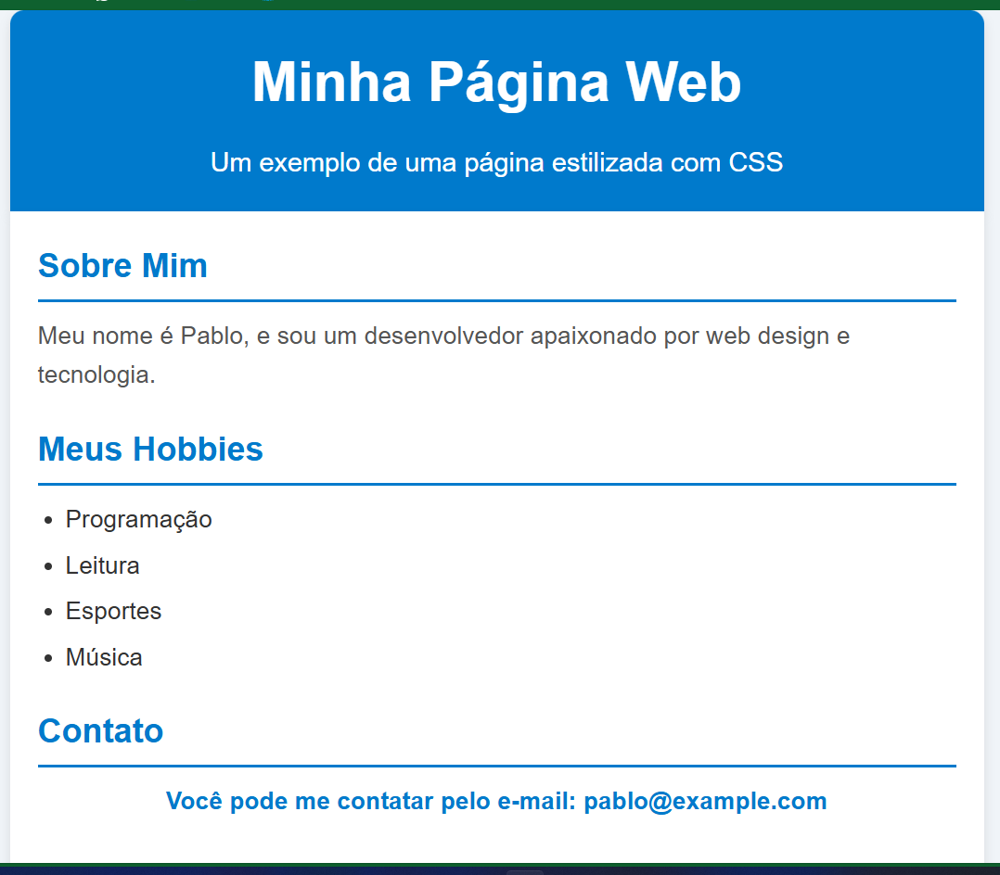 Minha Página Web
Um exemplo de uma página estilizada com CSS
Sobre Mim
Meu nome é Pablo, e sou um desenvolvedor apaixonado por web design e
tecnologia.
Meus Hobbies
Programação
Leitura
Esportes
Música
Contato
Você pode me contatar pelo e-mail: pablo@example.com